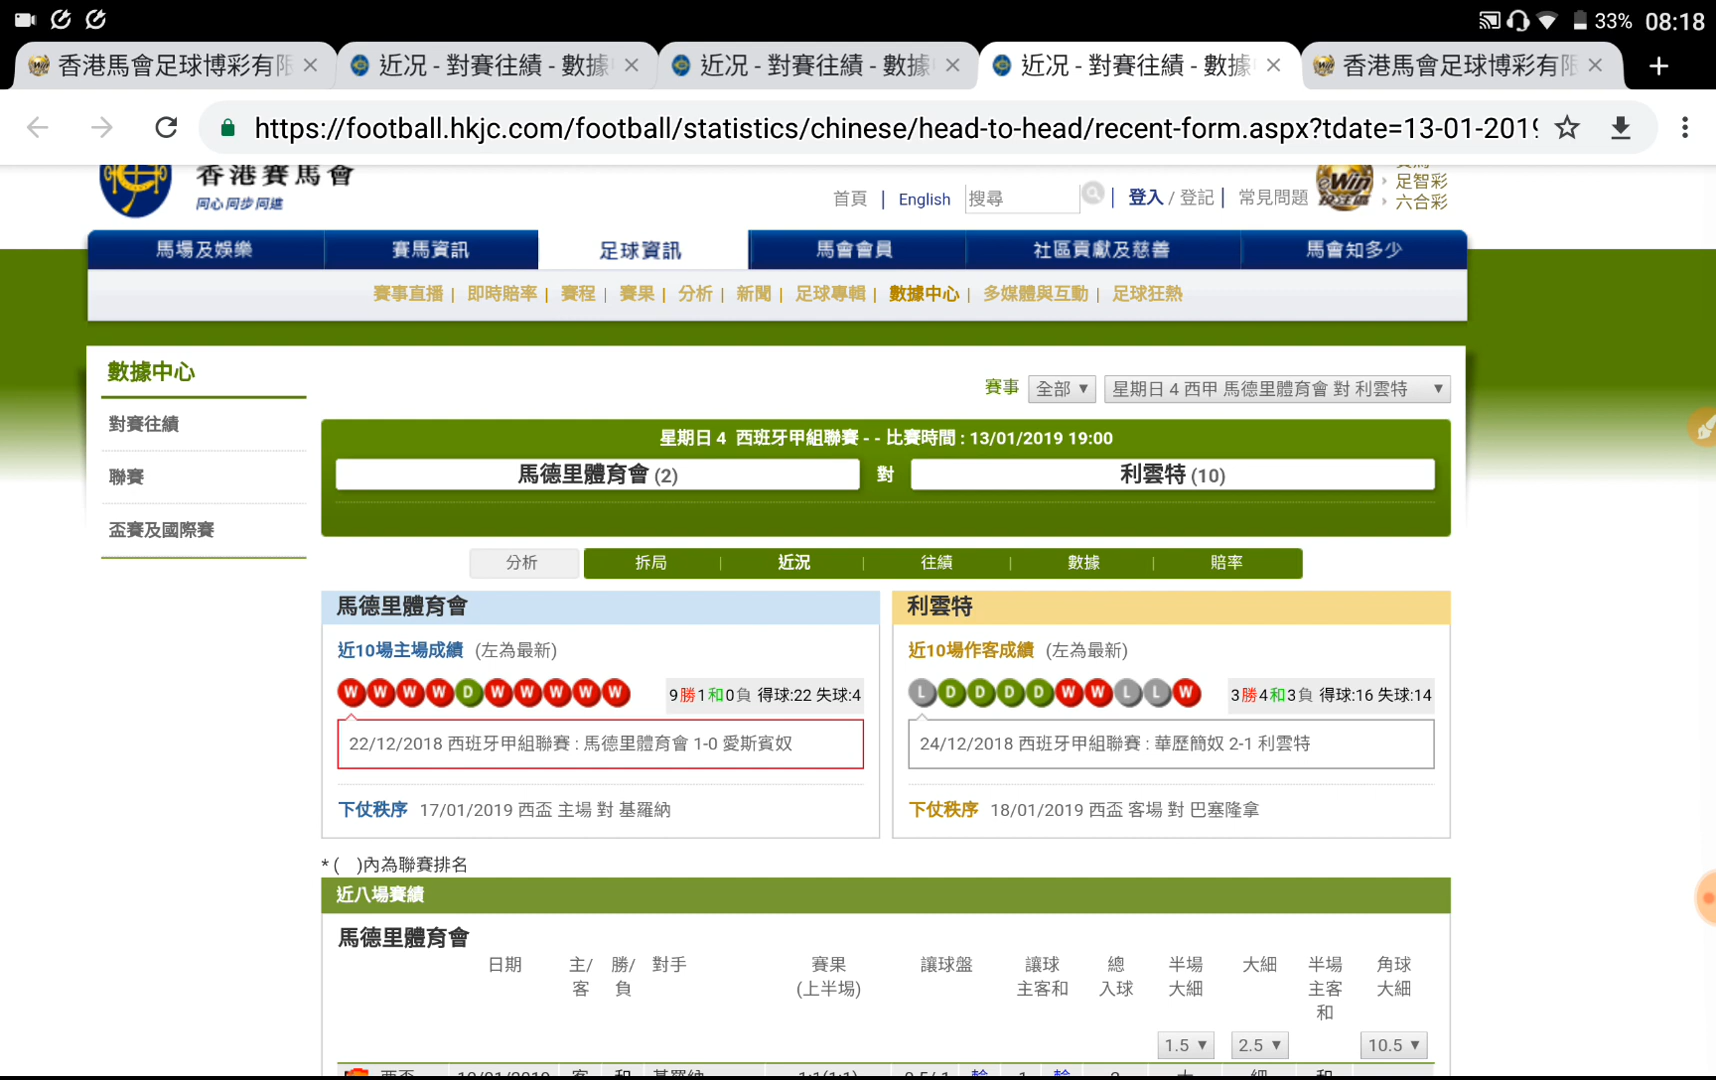 33% 08:18
香港馬會足球博彩有限
近況 - 對賽往績 - 數據
近況 - 對賽往績 - 數據
近況 - 對賽往績 - 數據
香港馬會足球博彩有限
https://football.hkjc.com/football/statistics/chinese/head-to-head/recent-form.aspx?tdate=13-01-2019
香港賽馬會
同心同步同進
首頁 | English 搜尋 | 登入 / 登記 | 常見問題
eWin
投注區
足智彩
六合彩
馬場及娛樂 賽馬資訊 足球資訊 馬會會員 社區貢獻及慈善 馬會知多少
賽事直播 | 即時賠率 | 賽程 | 賽果 | 分析 | 新聞 | 足球專輯 | 數據中心 | 多媒體與互動 | 足球狂熱
數據中心
對賽往績
聯賽
盃賽及國際賽
賽事 全部 星期日 4 西甲 馬德里體育會 對 利雲特
星期日 4 西班牙甲組聯賽 - - 比賽時間 : 13/01/2019 19:00
馬德里體育會 (2) 對 利雲特 (10)
分析 拆局 | 近況 | 往績 | 數據 | 賠率
馬德里體育會
近10場主場成績 (左為最新)
W W W W D W W W W W 9勝1和0負 得球:22 失球:4
22/12/2018 西班牙甲組聯賽 : 馬德里體育會 1-0 愛斯賓奴
下仗秩序 17/01/2019 西盃 主場 對 基羅納
利雲特
近10場作客成績 (左為最新)
L D D D D W W L L W 3勝4和3負 得球:16 失球:14
24/12/2018 西班牙甲組聯賽 : 華歷簡奴 2-1 利雲特
下仗秩序 18/01/2019 西盃 客場 對 巴塞隆拿
* ( )內為聯賽排名
近八場賽績
馬德里體育會
日期 主/ 勝/ 對手 賽果 讓球盤 讓球 總 半場 大細 半場 角球
客 負 (上半場) 主客和 入球 大細 主客 大細
和
1.5 2.5 10.5